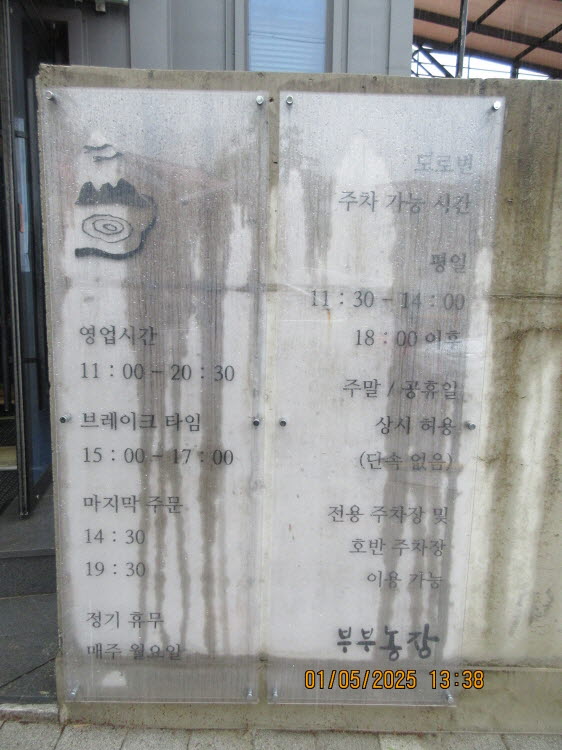 영업시간
11 : 00 - 20 : 30
브레이크 타임
15 : 00 - 17 : 00
마지막 주문
14 : 30
19 : 30
정기 휴무
매주 월요일
도로변
주차 가능 시간
평일
11 : 30 - 14 : 00
18 : 00 이후
주말 / 공휴일
상시 허용
(단속 없음)
전용 주차장 및
호반 주차장
이용 가능
부부농장
01/05/2025 13:38